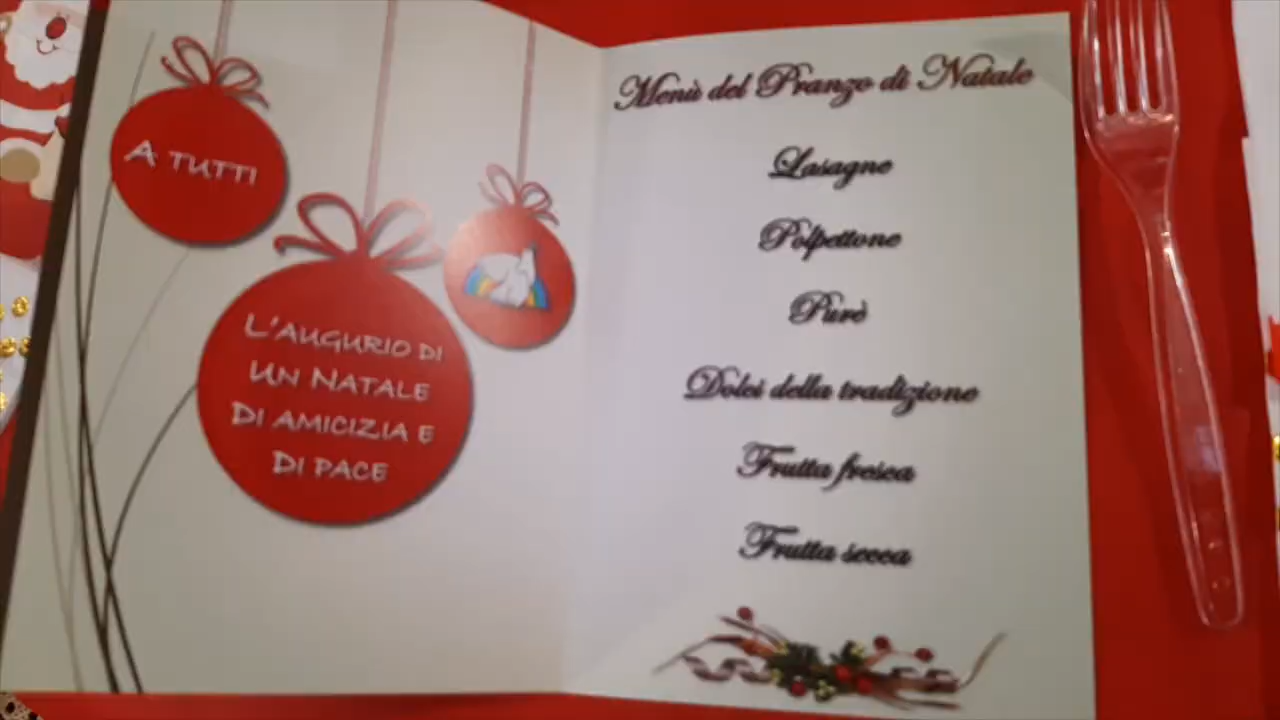 A TUTTI
L'AUGURIO DI
UN NATALE
DI AMICIZIA E
DI PACE
Menù del Pranzo di Natale
Lasagne
Polpettone
Purè
Dolci della tradizione
Frutta fresca
Frutta secca